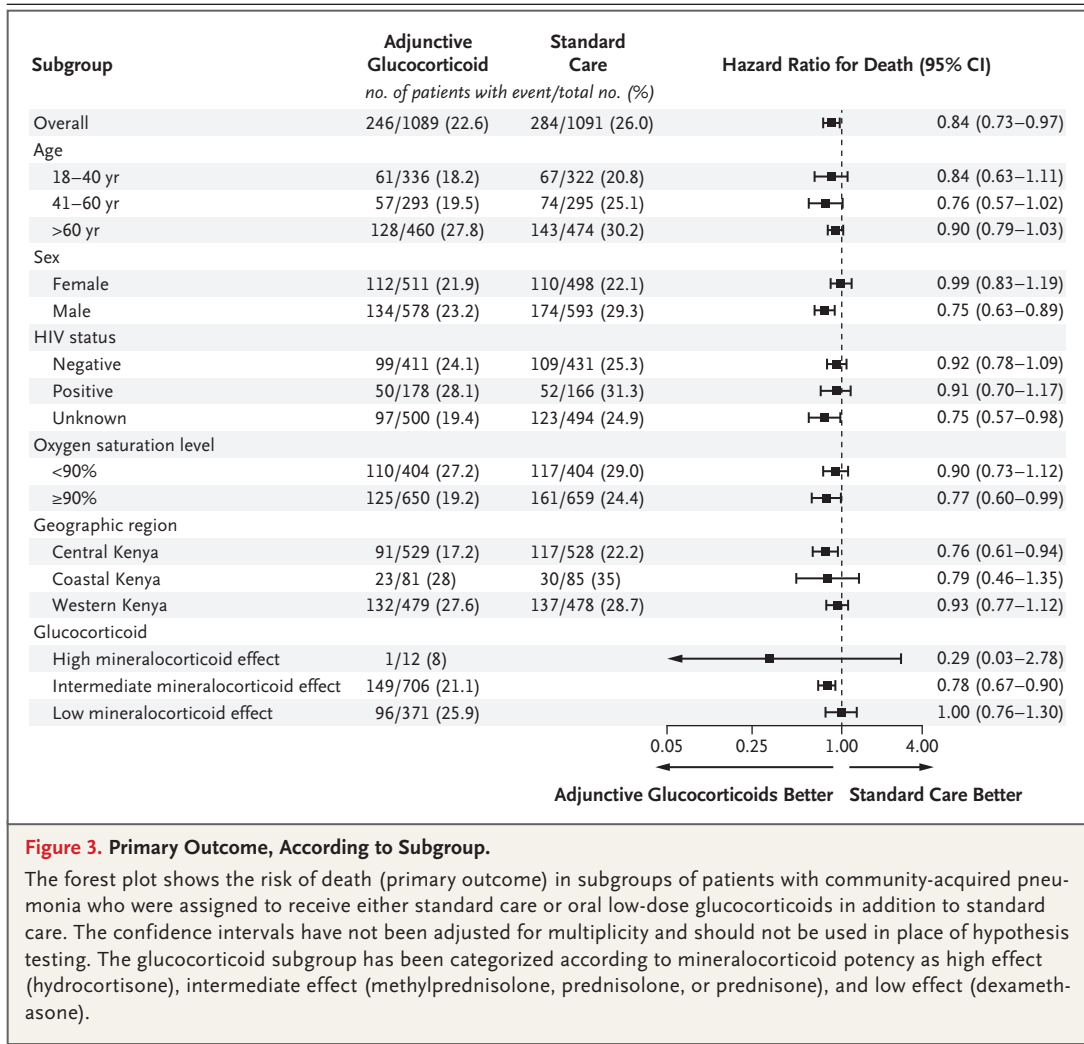 Subgroup Adjunctive Glucocorticoid Standard Care Hazard Ratio for Death (95% CI)
no. of patients with event/total no. (%)
Overall 246/1089 (22.6) 284/1091 (26.0) 0.84 (0.73–0.97)
Age
18–40 yr 61/336 (18.2) 67/322 (20.8) 0.84 (0.63–1.11)
41–60 yr 57/293 (19.5) 74/295 (25.1) 0.76 (0.57–1.02)
>60 yr 128/460 (27.8) 143/474 (30.2) 0.90 (0.79–1.03)
Sex
Female 112/511 (21.9) 110/498 (22.1) 0.99 (0.83–1.19)
Male 134/578 (23.2) 174/593 (29.3) 0.75 (0.63–0.89)
HIV status
Negative 99/411 (24.1) 109/431 (25.3) 0.92 (0.78–1.09)
Positive 50/178 (28.1) 52/166 (31.3) 0.91 (0.70–1.17)
Unknown 97/500 (19.4) 123/494 (24.9) 0.75 (0.57–0.98)
Oxygen saturation level
<90% 110/404 (27.2) 117/404 (29.0) 0.90 (0.73–1.12)
≥90% 125/650 (19.2) 161/659 (24.4) 0.77 (0.60–0.99)
Geographic region
Central Kenya 91/529 (17.2) 117/528 (22.2) 0.76 (0.61–0.94)
Coastal Kenya 23/81 (28) 30/85 (35) 0.79 (0.46–1.35)
Western Kenya 132/479 (27.6) 137/478 (28.7) 0.93 (0.77–1.12)
Glucocorticoid
High mineralocorticoid effect 1/12 (8) 0.29 (0.03–2.78)
Intermediate mineralocorticoid effect 149/706 (21.1) 0.78 (0.67–0.90)
Low mineralocorticoid effect 96/371 (25.9) 1.00 (0.76–1.30)
0.05 0.25 1.00 4.00
Adjunctive Glucocorticoids Better Standard Care Better
Figure 3. Primary Outcome, According to Subgroup.
The forest plot shows the risk of death (primary outcome) in subgroups of patients with community-acquired pneu-
monia who were assigned to receive either standard care or oral low-dose glucocorticoids in addition to standard
care. The confidence intervals have not been adjusted for multiplicity and should not be used in place of hypothesis
testing. The glucocorticoid subgroup has been categorized according to mineralocorticoid potency as high effect
(hydrocortisone), intermediate effect (methylprednisolone, prednisolone, or prednisone), and low effect (dexameth-
asone).